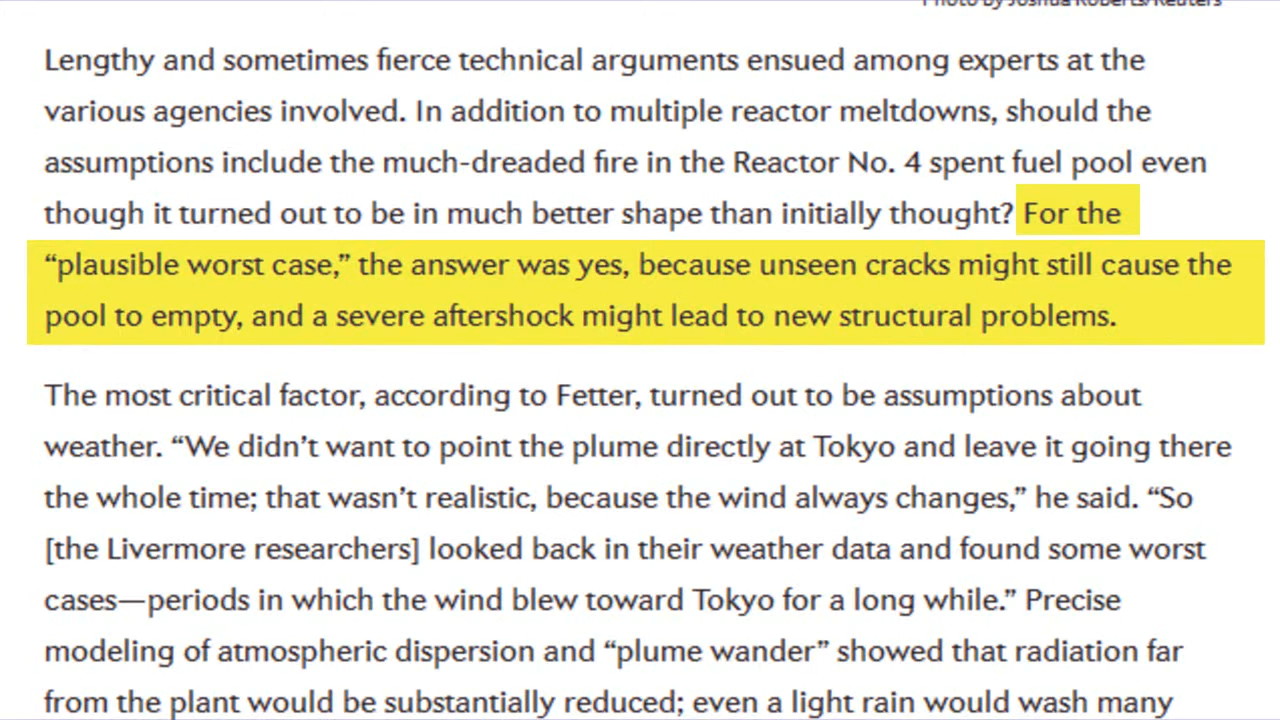 Photo by Joshua Roberts/Reuters
Lengthy and sometimes fierce technical arguments ensued among experts at the
various agencies involved. In addition to multiple reactor meltdowns, should the
assumptions include the much-dreaded fire in the Reactor No. 4 spent fuel pool even
though it turned out to be in much better shape than initially thought? For the
“plausible worst case,” the answer was yes, because unseen cracks might still cause the
pool to empty, and a severe aftershock might lead to new structural problems.
The most critical factor, according to Fetter, turned out to be assumptions about
weather. “We didn’t want to point the plume directly at Tokyo and leave it going there
the whole time; that wasn’t realistic, because the wind always changes,” he said. “So
[the Livermore researchers] looked back in their weather data and found some worst
cases—periods in which the wind blew toward Tokyo for a long while.” Precise
modeling of atmospheric dispersion and “plume wander” showed that radiation far
from the plant would be substantially reduced; even a light rain would wash many